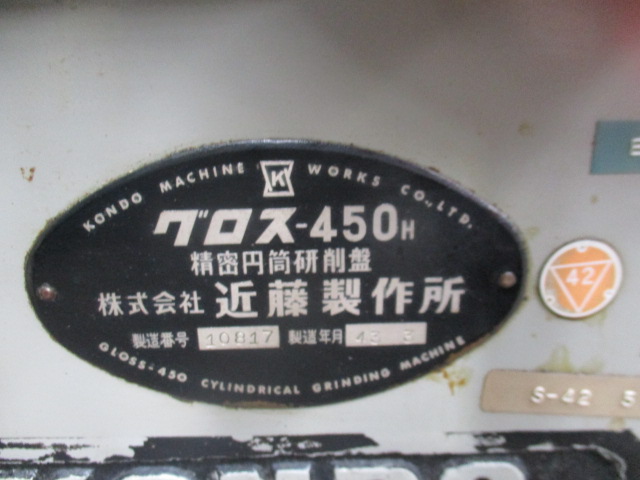 KONDO MACHINE K WORKS CO., LTD.
グロス-450H
精密円筒研削盤
株式会社 近藤製作所
製造番号 10817 製造年月 43 3
GLOSS-450 CYLINDRICAL GRINDING MACHINE
42
S-42